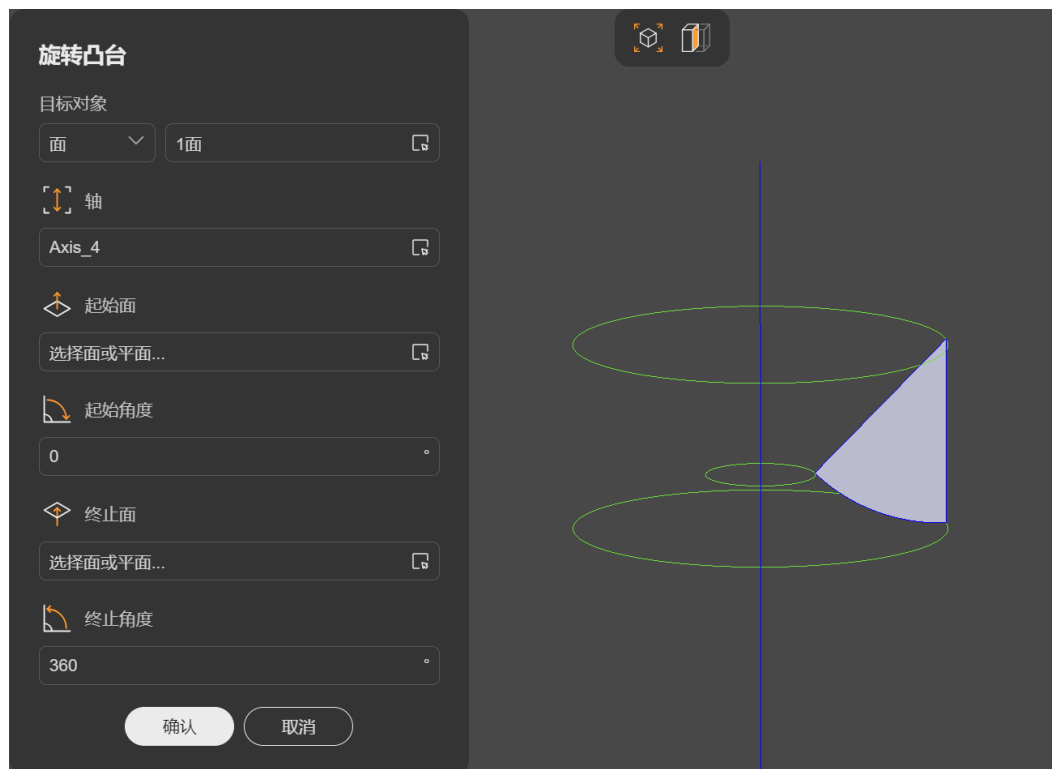 旋转凸台
目标对象
面 1面
轴
Axis_4
起始面
选择面或平面...
起始角度
0 °
终止面
选择面或平面...
终止角度
360 °
确认 取消